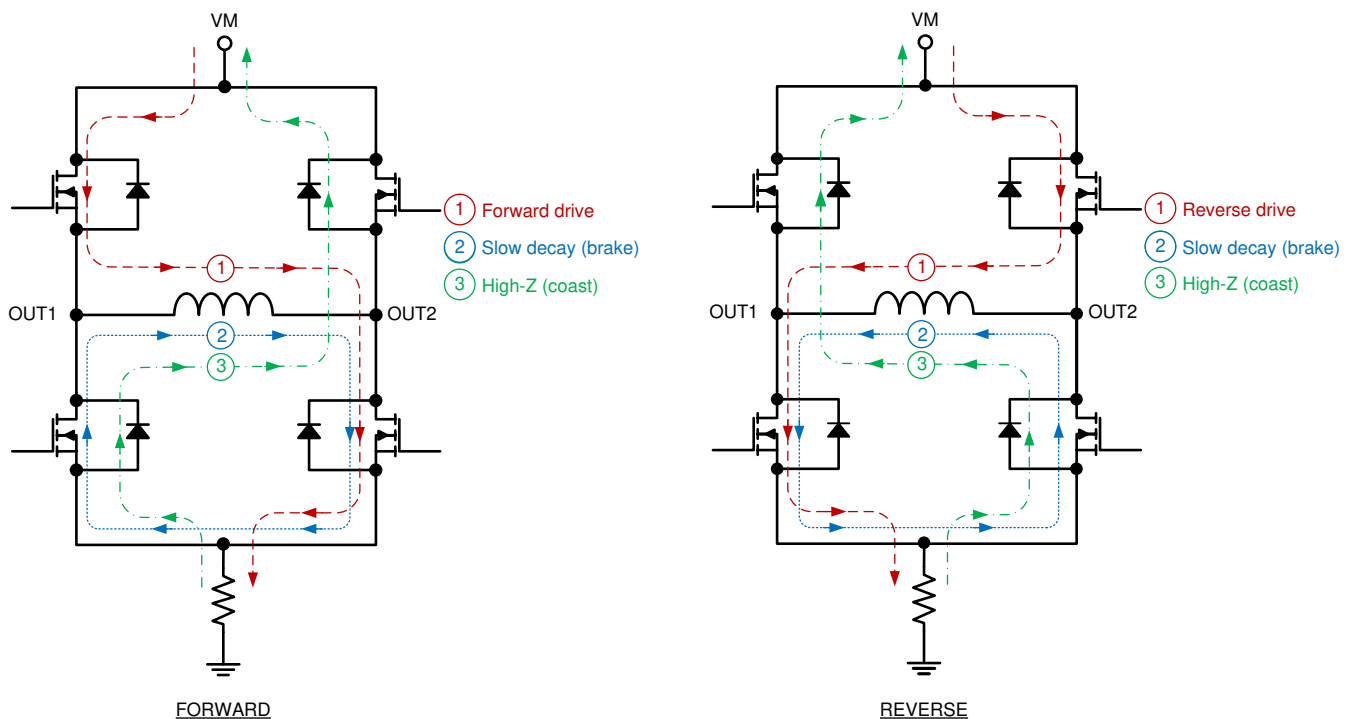 VM
1 Forward drive
2 Slow decay (brake)
3 High-Z (coast)
1
OUT1
OUT2
2
3
FORWARD
VM
1 Reverse drive
2 Slow decay (brake)
3 High-Z (coast)
1
OUT1
OUT2
2
3
REVERSE